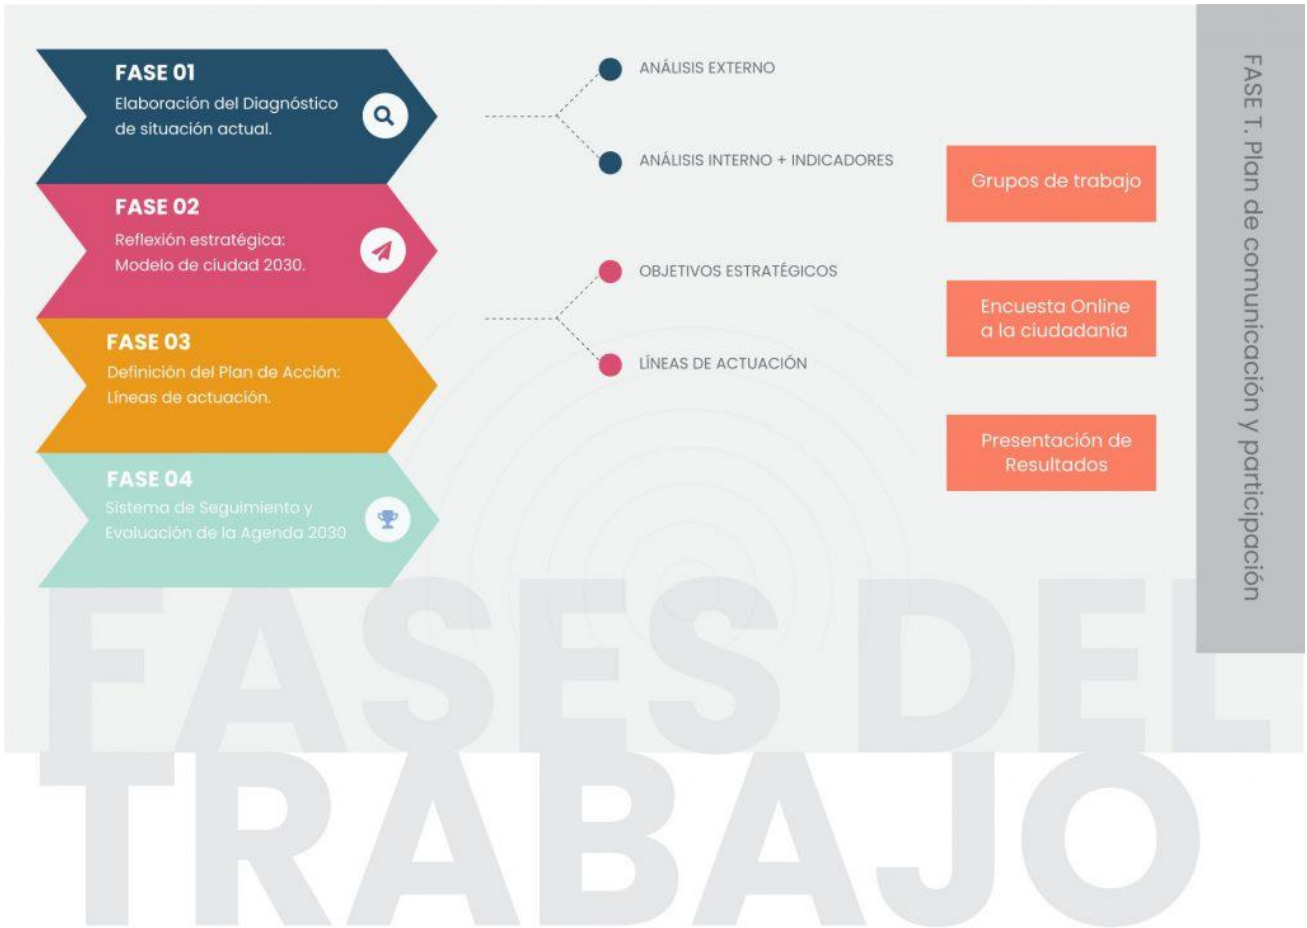 FASE 01
Elaboración del Diagnóstico
de situación actual.
FASE 02
Reflexión estratégica:
Modelo de ciudad 2030.
FASE 03
Definición del Plan de Acción:
Líneas de actuación.
FASE 04
Sistema de Seguimiento y
Evaluación de la Agenda 2030
ANÁLISIS EXTERNO
ANÁLISIS INTERNO + INDICADORES
OBJETIVOS ESTRATÉGICOS
LÍNEAS DE ACTUACIÓN
Grupos de trabajo
Encuesta Online
a la ciudadanía
Presentación de
Resultados
FASE T. Plan de comunicación y participación
FASES DEL
TRABAJO